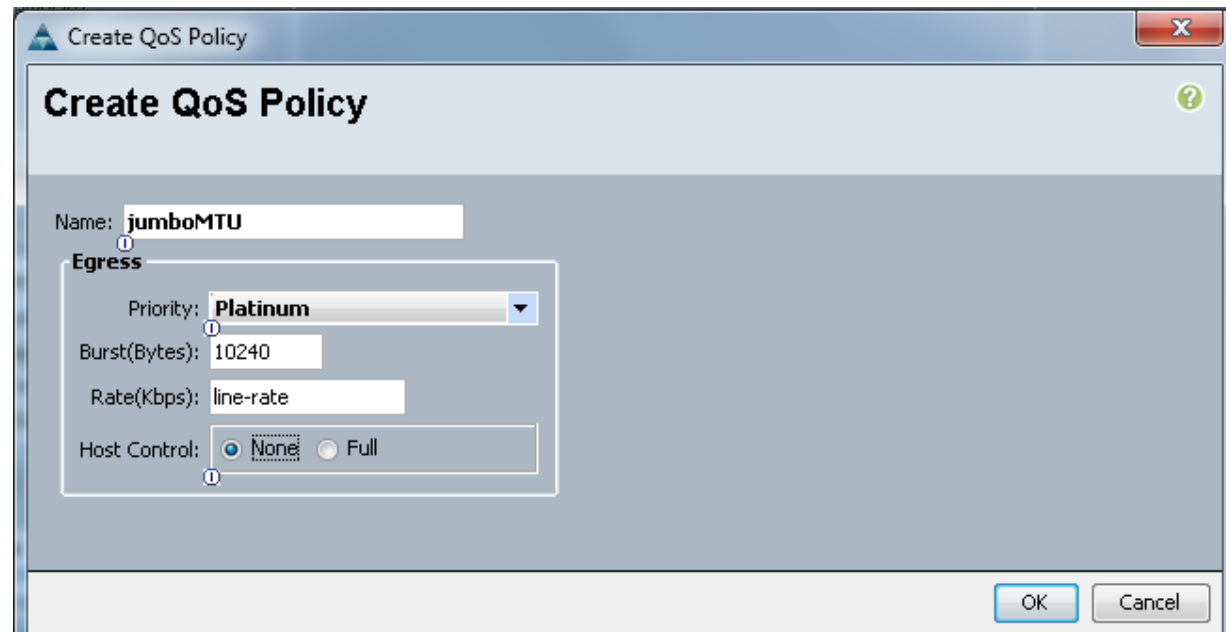 Create QoS Policy
Create QoS Policy
Name: jumboMTU
Egress
Priority: Platinum
Burst(Bytes): 10240
Rate(Kbps): line-rate
Host Control: None Full
OK Cancel